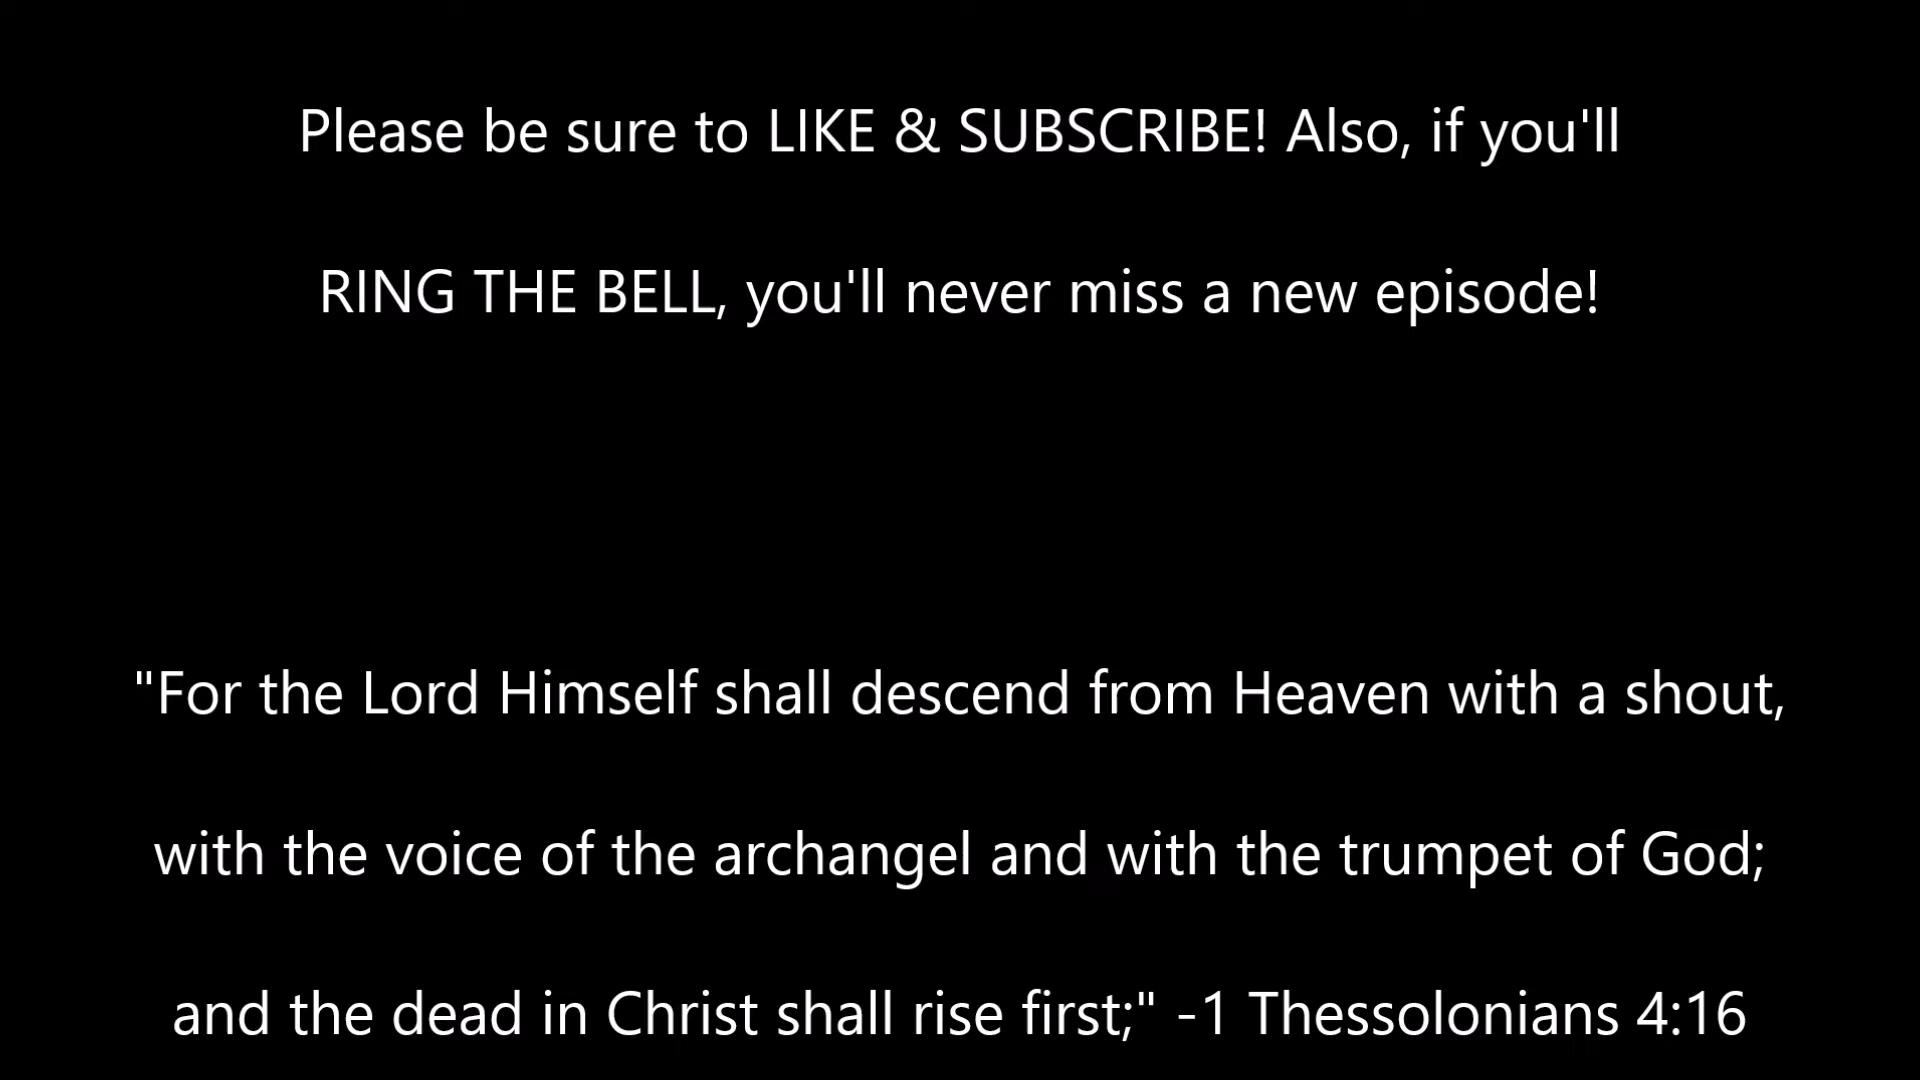 Please be sure to LIKE & SUBSCRIBE! Also, if you'll
RING THE BELL, you'll never miss a new episode!
"For the Lord Himself shall descend from Heaven with a shout,
with the voice of the archangel and with the trumpet of God;
and the dead in Christ shall rise first;" -1 Thessolonians 4:16